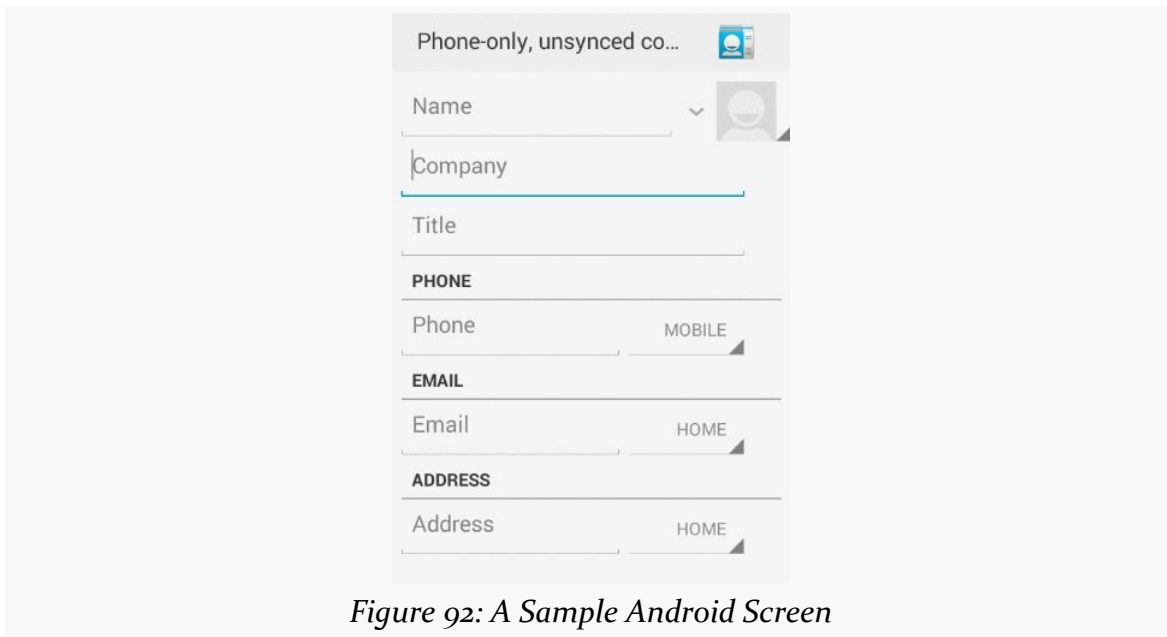 Phone-only, unsynced co...
Name
Company
Title
PHONE
Phone MOBILE
EMAIL
Email HOME
ADDRESS
Address HOME
Figure 92: A Sample Android Screen